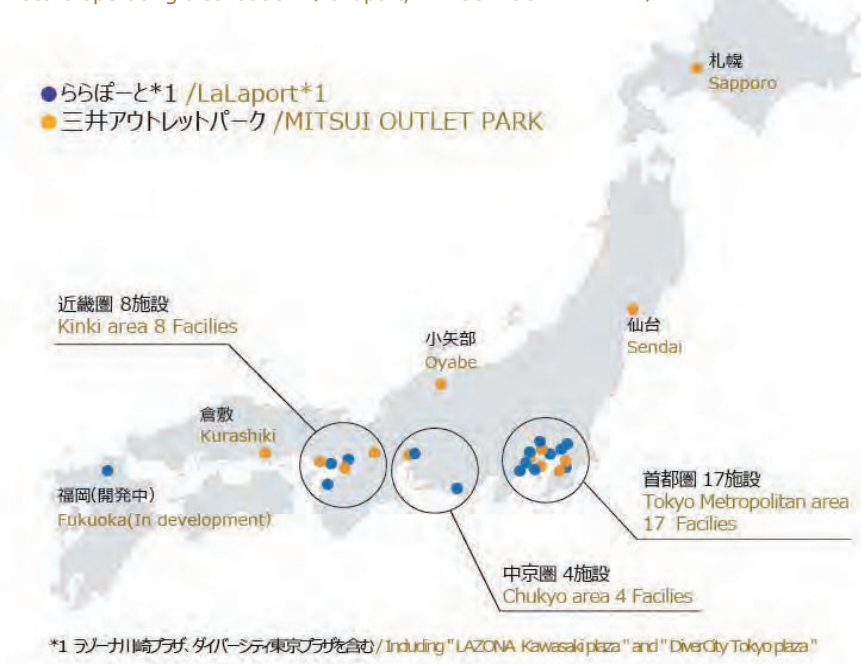 札幌
Sapporo
ららぽーと*1 /LaLaport*1
三井アウトレットパーク /MITSUI OUTLET PARK
近畿圏 8施設
Kinki area 8 Facilies
小矢部
Oyabe
仙台
Sendai
倉敷
Kurashiki
福岡(開発中)
Fukuoka(In development)
首都圏 17施設
Tokyo Metropolitan area
17 Facilies
中京圏 4施設
Chukyo area 4 Facilies
*1 ラゾーナ川崎プラザ、ダイバーシティ東京プラザを含む/Including "LAZONA Kawasaki plaza" and "DiverCity Tokyo plaza"